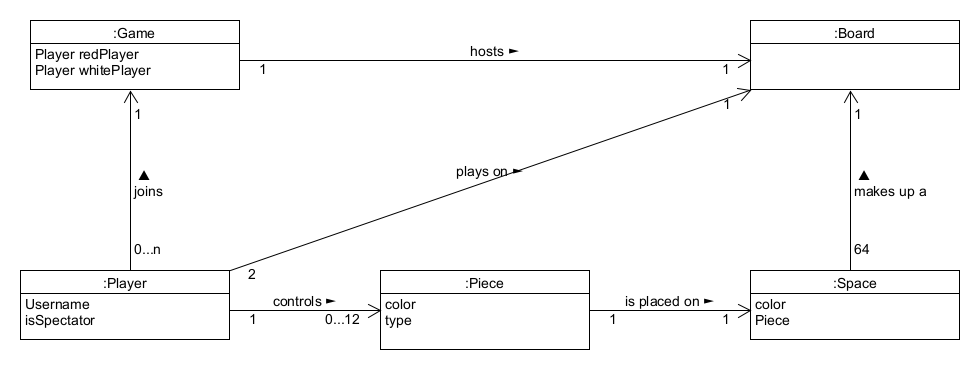 :Game
Player redPlayer
Player whitePlayer
hosts ►
1
1
:Board
1
1
1
plays on ►
▲
joins
▲
makes up a
0...n
64
2
:Player
Username
isSpectator
controls ►
1
0...12
:Piece
color
type
is placed on ►
1
1
:Space
color
Piece